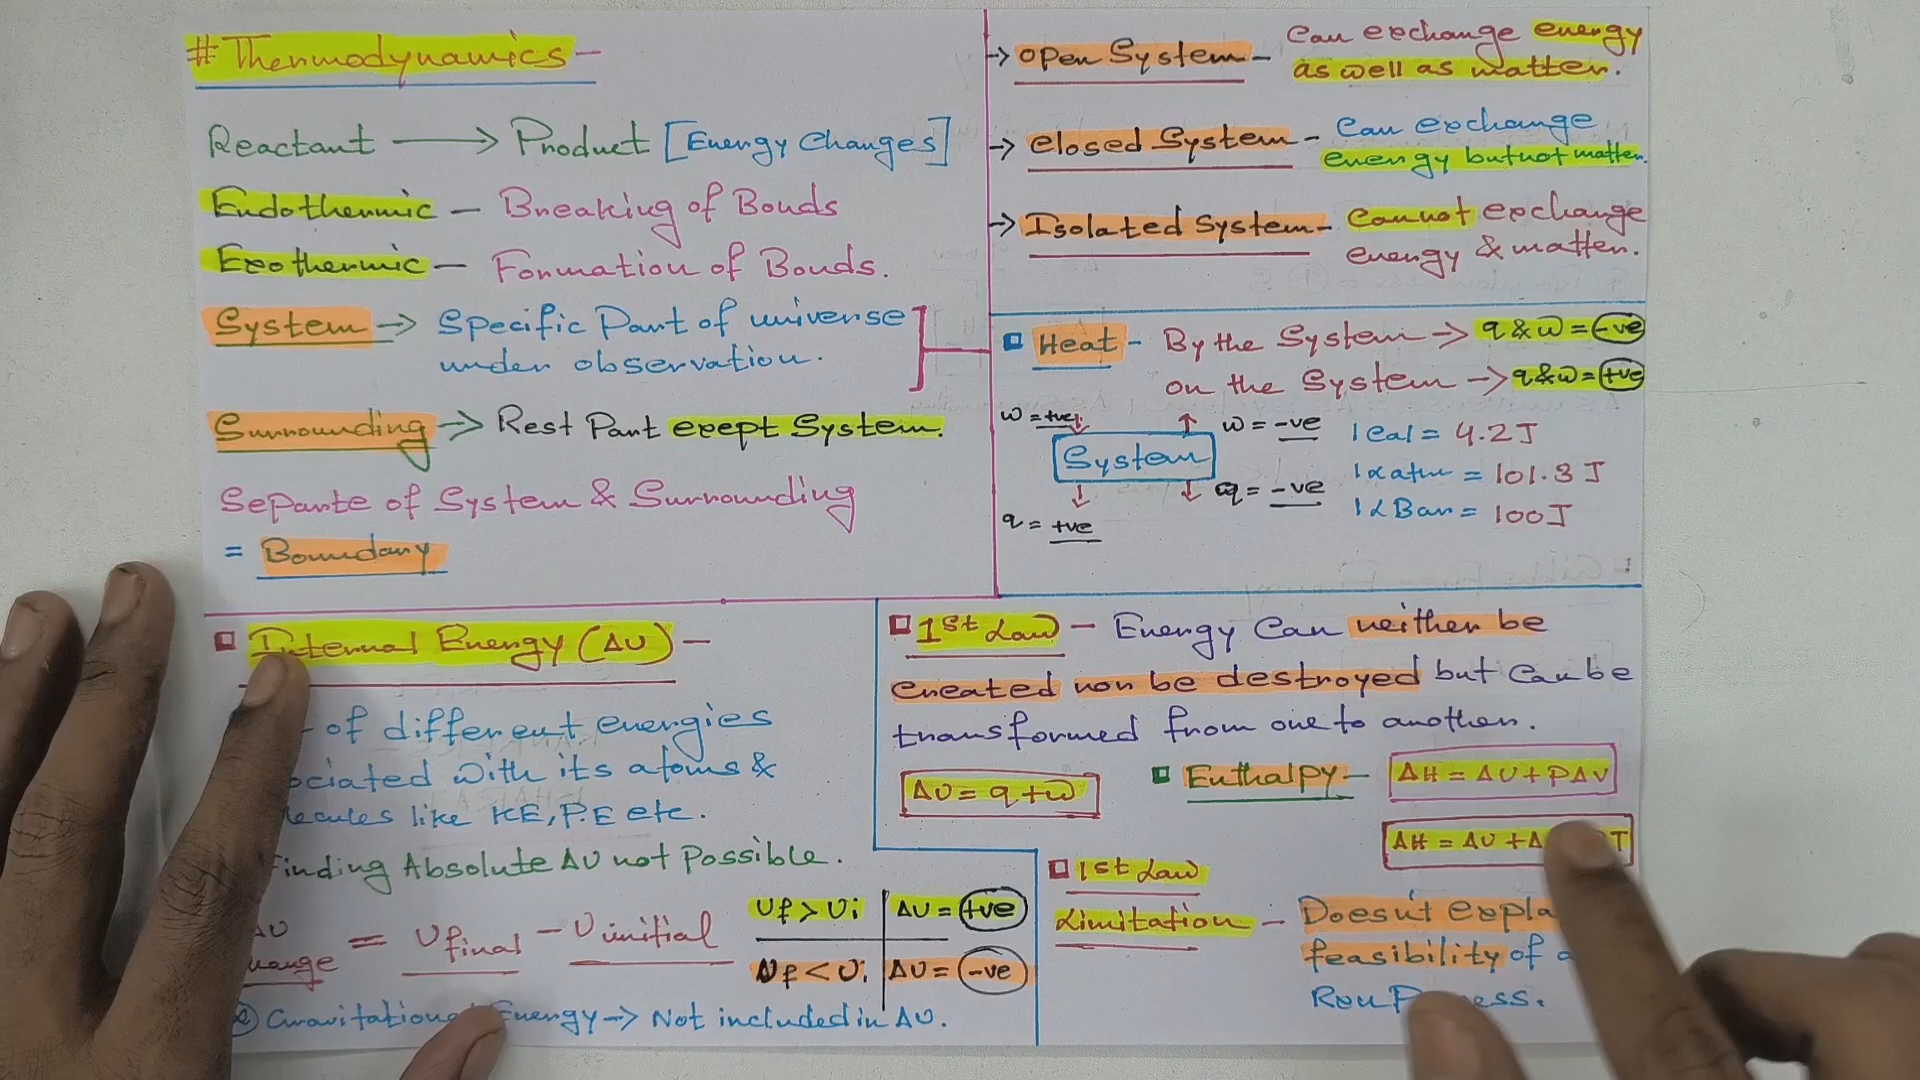 # Thermodynamics -
Reactant → Product [Energy Changes]
Endothermic - Breaking of Bonds
Exothermic - Formation of Bonds.
System → Specific Part of universe
under observation.
Surrounding → Rest Part exept System.
Separate of System & Surrounding
= Boundary
→ open System - Can exchange energy
as well as matter.
→ closed System - Can exchange
energy but not matter.
→ Isolated System - Cannot exchange
energy & matter.
Heat - By the System → q & w = -ve
on the System → q & w = +ve
w = +ve
w = -ve
System
q = -ve
q = +ve
1 Cal = 4.2 J
1 L atm = 101.3 J
1 L Bar = 100 J
Internal Energy (ΔU) -
of different energies
with its atoms &
like KE, P.E etc.
Finding Absolute ΔU not Possible.
ΔU = U final - U initial
Uf > Ui ΔU = +ve
Uf < Ui ΔU = -ve
Energy → Not included in ΔU.
1st Law - Energy Can neither be
created nor be destroyed but can be
transformed from one to another.
ΔU = q + w
Enthalpy - ΔH = ΔU + PΔV
ΔH = ΔU +
1st Law
Limitation - Doesn't
feasibility of